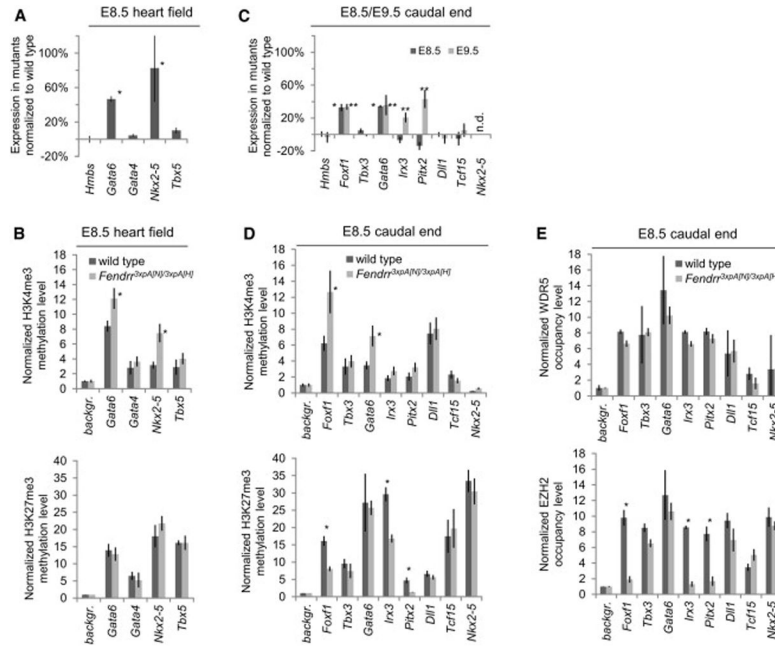 A
E8.5 heart field
Expression in mutants
normalized to wild type
100%
60%
20%
-20%
*
*
Hmbs
Gata6
Gata4
Nkx2-5
Tbx5
C
E8.5/E9.5 caudal end
Expression in mutants
normalized to wild type
100%
60%
20%
-20%
E8.5 E9.5
* ** * ** ** **
n.d.
Hmbs
Foxf1
Tbx3
Gata6
Irx3
Pitx2
Dll1
Tcf15
Nkx2-5
B
E8.5 heart field
wild type
Fendrr3xpA[N]/3xpA[H]
Normalized H3K4me3
methylation level
18
16
14
12
10
8
6
4
2
0
*
*
backgr.
Gata6
Gata4
Nkx2-5
Tbx5
Normalized H3K27me3
methylation level
40
35
30
25
20
15
10
5
0
backgr.
Gata6
Gata4
Nkx2-5
Tbx5
D
E8.5 caudal end
wild type
Fendrr3xpA[N]/3xpA[H]
Normalized H3K4me3
methylation level
18
16
14
12
10
8
6
4
2
0
*
*
backgr.
Foxf1
Tbx3
Gata6
Irx3
Pitx2
Dll1
Tcf15
Nkx2-5
Normalized H3K27me3
methylation level
40
35
30
25
20
15
10
5
0
*
*
*
backgr.
Foxf1
Tbx3
Gata6
Irx3
Pitx2
Dll1
Tcf15
Nkx2-5
E
E8.5 caudal end
wild type
Fendrr3xpA[N]/3xpA[H]
Normalized WDR5
occupancy level
18
16
14
12
10
8
6
4
2
0
backgr.
Foxf1
Tbx3
Gata6
Irx3
Pitx2
Dll1
Tcf15
Nkx2-5
Normalized EZH2
occupancy level
18
16
14
12
10
8
6
4
2
0
*
*
*
backgr.
Foxf1
Tbx3
Gata6
Irx3
Pitx2
Dll1
Tcf15
Nkx2-5